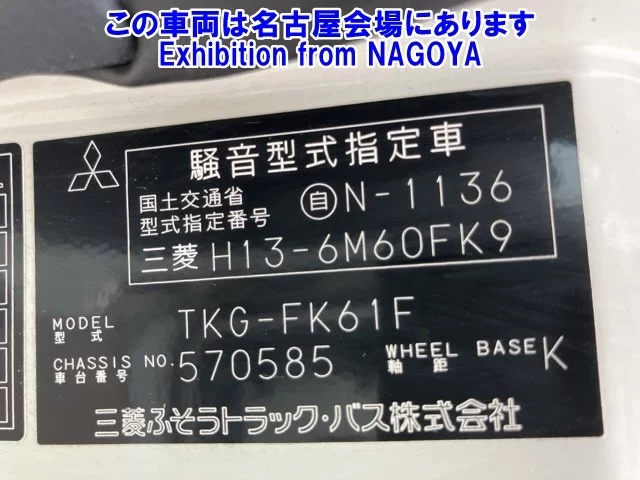 この車両は名古屋会場にあります
Exhibition from NAGOYA
騒音型式指定車
国土交通省
型式指定番号 自N-1136
三菱 H13-6M60FK9
MODEL
型式 TKG-FK61F
CHASSIS NO.
車台番号 570585
WHEEL BASE
軸距 K
三菱ふそうトラック・バス株式会社